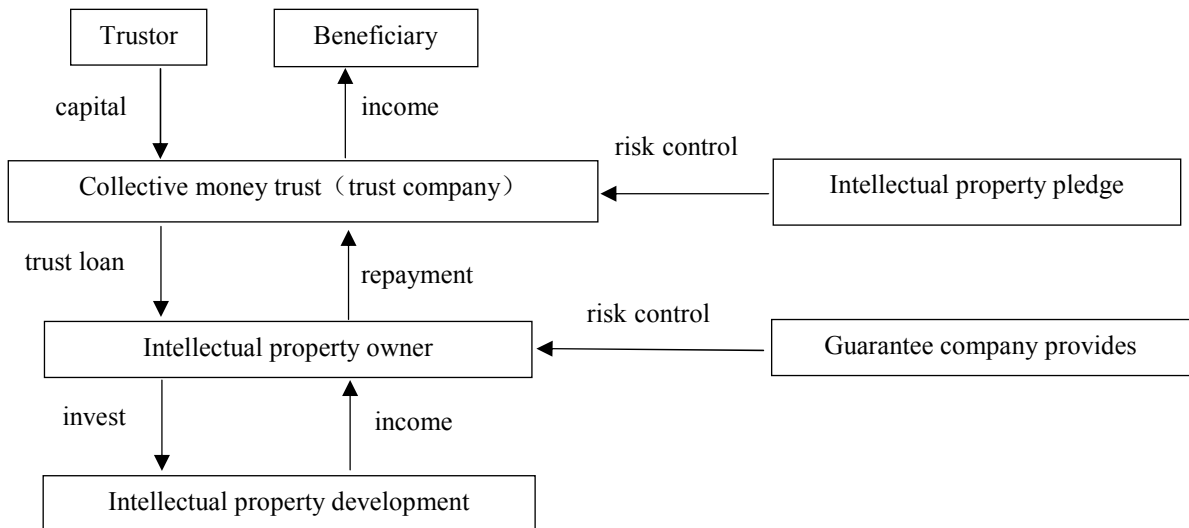 Trustor
Beneficiary
capital
income
risk control
Collective money trust（trust company）
Intellectual property pledge
trust loan
repayment
risk control
Intellectual property owner
Guarantee company provides
invest
income
Intellectual property development